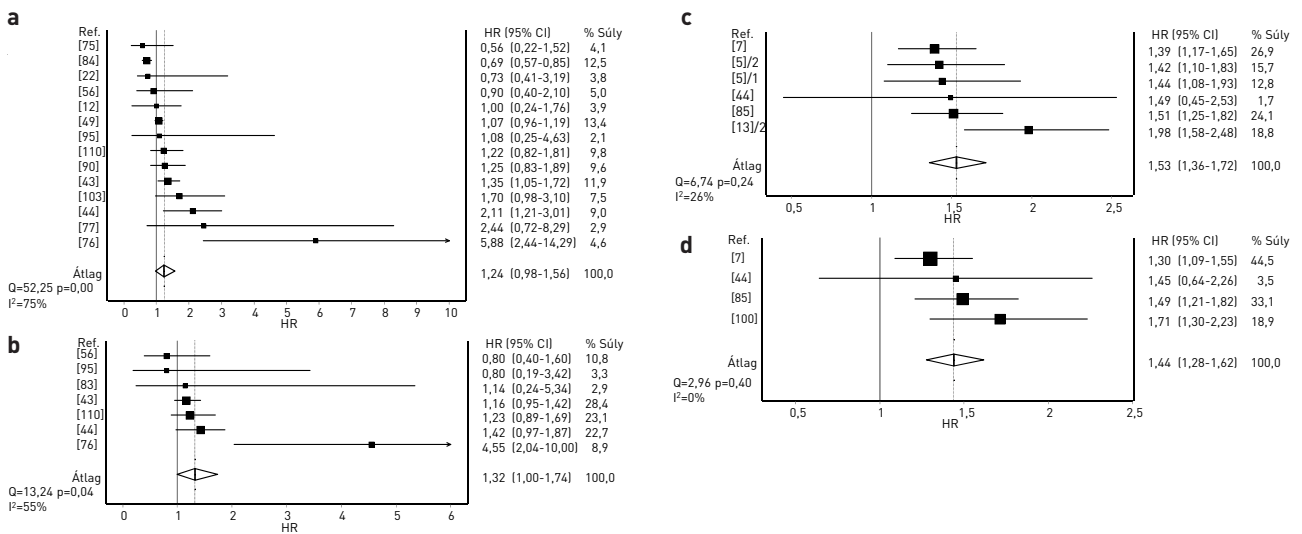 a
Ref. HR (95% CI) % Súly
[75] 0,56 (0,22-1,52) 4,1
[84] 0,69 (0,57-0,85) 12,5
[22] 0,73 (0,41-3,19) 3,8
[56] 0,90 (0,40-2,10) 5,0
[12] 1,00 (0,24-1,76) 3,9
[49] 1,07 (0,96-1,19) 13,4
[95] 1,08 (0,25-4,63) 2,1
[110] 1,22 (0,82-1,81) 9,8
[90] 1,25 (0,83-1,89) 9,6
[43] 1,35 (1,05-1,72) 11,9
[103] 1,70 (0,98-3,10) 7,5
[44] 2,11 (1,21-3,01) 9,0
[77] 2,44 (0,72-8,29) 2,9
[76] 5,88 (2,44-14,29) 4,6
Átlag 1,24 (0,98-1,56) 100,0
Q=52,25 p=0,00
I²=75%
0 1 2 3 4 5 6 7 8 9 10
HR
b
Ref. HR (95% CI) % Súly
[56] 0,80 (0,40-1,60) 10,8
[95] 0,80 (0,19-3,42) 3,3
[83] 1,14 (0,24-5,34) 2,9
[43] 1,16 (0,95-1,42) 28,4
[110] 1,23 (0,89-1,69) 23,1
[44] 1,42 (0,97-1,87) 22,7
[76] 4,55 (2,04-10,00) 8,9
Átlag 1,32 (1,00-1,74) 100,0
Q=13,24 p=0,04
I²=55%
0 1 2 3 4 5 6
HR
c
Ref. HR (95% CI) % Súly
[7] 1,39 (1,17-1,65) 26,9
[5]/2 1,42 (1,10-1,83) 15,7
[5]/1 1,44 (1,08-1,93) 12,8
[44] 1,49 (0,45-2,53) 1,7
[85] 1,51 (1,25-1,82) 24,1
[13]/2 1,98 (1,58-2,48) 18,8
Átlag 1,53 (1,36-1,72) 100,0
Q=6,74 p=0,24
I²=26%
0,5 1 1,5 2 2,5
HR
d
Ref. HR (95% CI) % Súly
[7] 1,30 (1,09-1,55) 44,5
[44] 1,45 (0,64-2,26) 3,5
[85] 1,49 (1,21-1,82) 33,1
[100] 1,71 (1,30-2,23) 18,9
Átlag 1,44 (1,28-1,62) 100,0
Q=2,96 p=0,40
I²=0%
0,5 1 1,5 2 2,5
HR